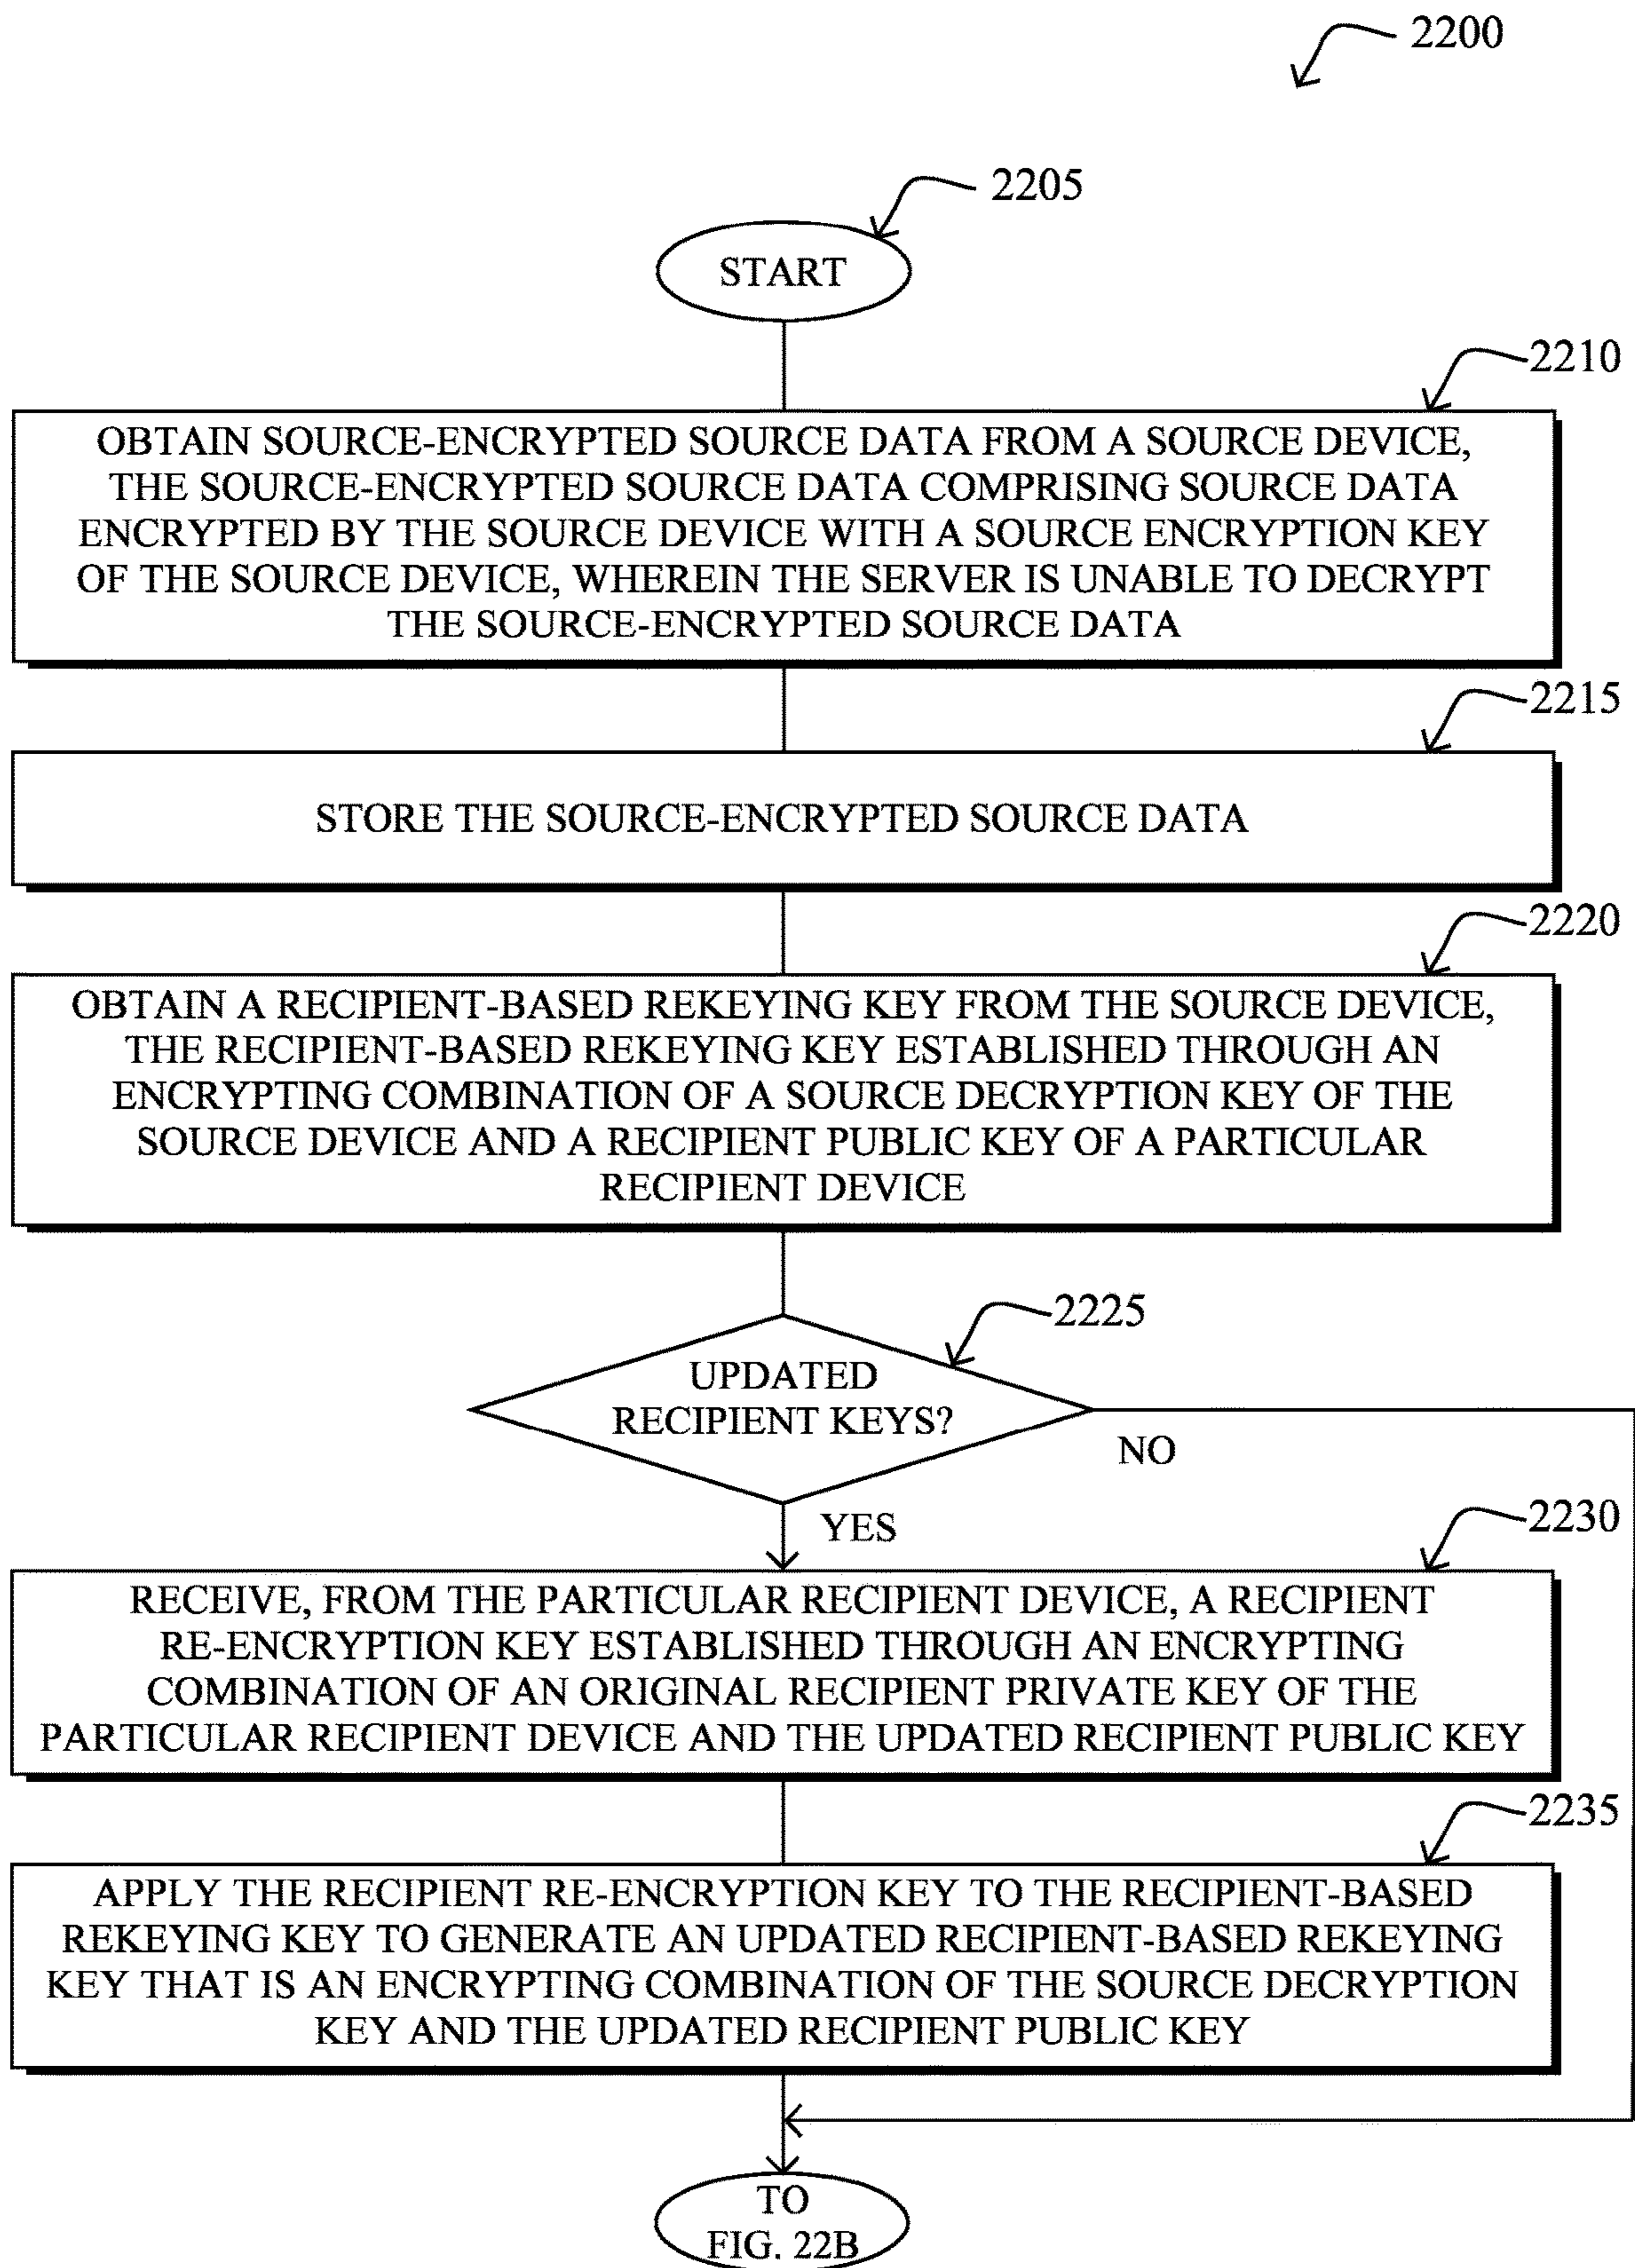 2200
2205
START
2210
OBTAIN SOURCE-ENCRYPTED SOURCE DATA FROM A SOURCE DEVICE,
THE SOURCE-ENCRYPTED SOURCE DATA COMPRISING SOURCE DATA
ENCRYPTED BY THE SOURCE DEVICE WITH A SOURCE ENCRYPTION KEY
OF THE SOURCE DEVICE, WHEREIN THE SERVER IS UNABLE TO DECRYPT
THE SOURCE-ENCRYPTED SOURCE DATA
2215
STORE THE SOURCE-ENCRYPTED SOURCE DATA
2220
OBTAIN A RECIPIENT-BASED REKEYING KEY FROM THE SOURCE DEVICE,
THE RECIPIENT-BASED REKEYING KEY ESTABLISHED THROUGH AN
ENCRYPTING COMBINATION OF A SOURCE DECRYPTION KEY OF THE
SOURCE DEVICE AND A RECIPIENT PUBLIC KEY OF A PARTICULAR
RECIPIENT DEVICE
2225
UPDATED
RECIPIENT KEYS?
NO
YES
2230
RECEIVE, FROM THE PARTICULAR RECIPIENT DEVICE, A RECIPIENT
RE-ENCRYPTION KEY ESTABLISHED THROUGH AN ENCRYPTING
COMBINATION OF AN ORIGINAL RECIPIENT PRIVATE KEY OF THE
PARTICULAR RECIPIENT DEVICE AND THE UPDATED RECIPIENT PUBLIC KEY
2235
APPLY THE RECIPIENT RE-ENCRYPTION KEY TO THE RECIPIENT-BASED
REKEYING KEY TO GENERATE AN UPDATED RECIPIENT-BASED REKEYING
KEY THAT IS AN ENCRYPTING COMBINATION OF THE SOURCE DECRYPTION
KEY AND THE UPDATED RECIPIENT PUBLIC KEY
TO
FIG. 22B